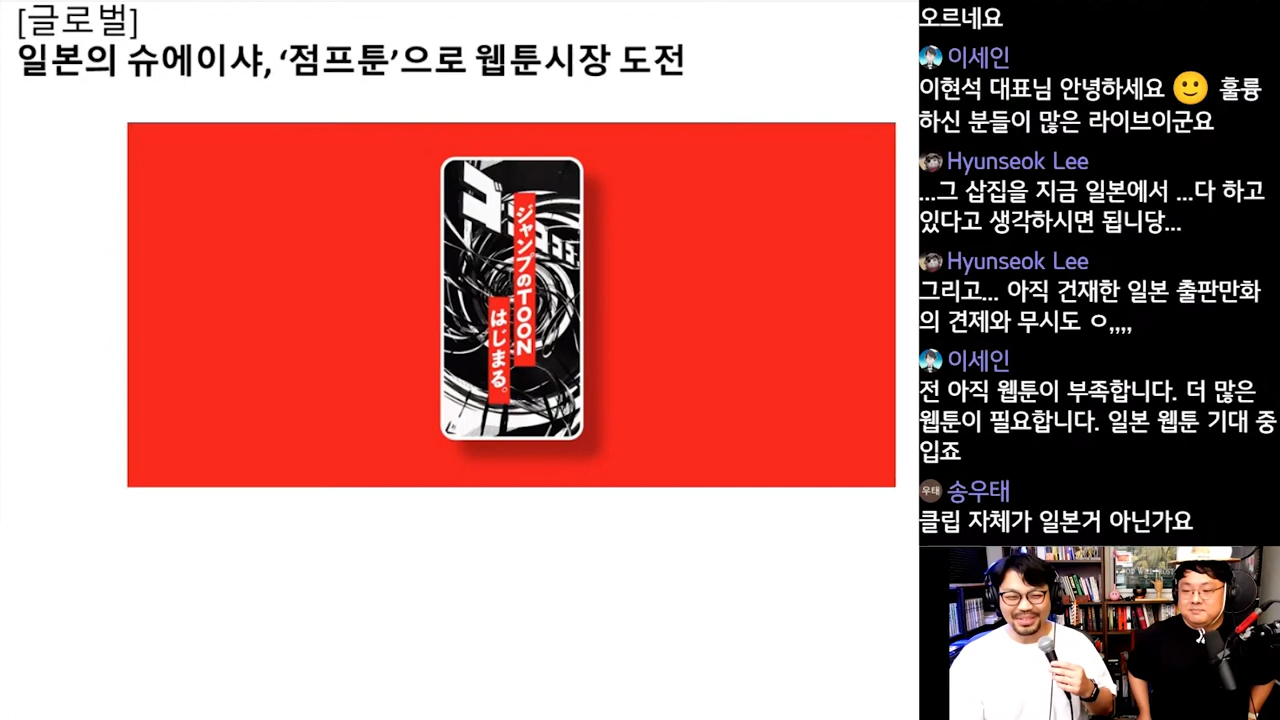 [글로벌]
일본의 슈에이샤, ‘점프툰’으로 웹툰시장 도전
ジャンプのTOON
はじまる。
오르네요
이세인
이현석 대표님 안녕하세요 🙂 훌륭
하신 분들이 많은 라이브이군요
Hyunseok Lee
...그 삽집을 지금 일본에서 ...다 하고
있다고 생각하시면 됩니당...
Hyunseok Lee
그리고... 아직 건재한 일본 출판만화
의 견제와 무시도 ㅇ,,,,
이세인
전 아직 웹툰이 부족합니다. 더 많은
웹툰이 필요합니다. 일본 웹툰 기대 중
입죠
우태
송우태
클립 자체가 일본거 아닌가요